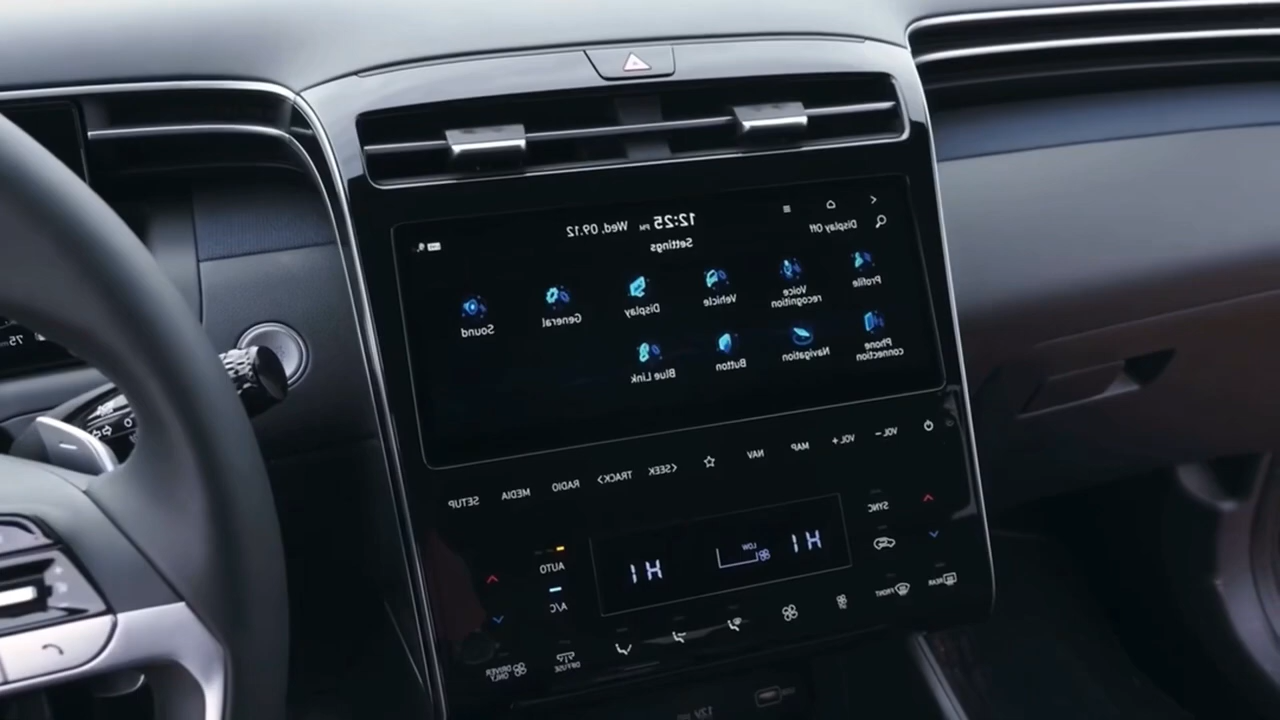 12:25 PM Wed, 09.12
Display Off
Settings
Profile
Voice
recognition
Vehicle
Display
General
Sound
Phone
connection
Navigation
Button
Blue Link
VOL − VOL + MAP NAV ☆ <SEEK TRACK> RADIO MEDIA SETUP
SYNC
HI
LOW
HI
AUTO
A/C
REAR
FRONT
DIFFUSE
DRIVER
ONLY